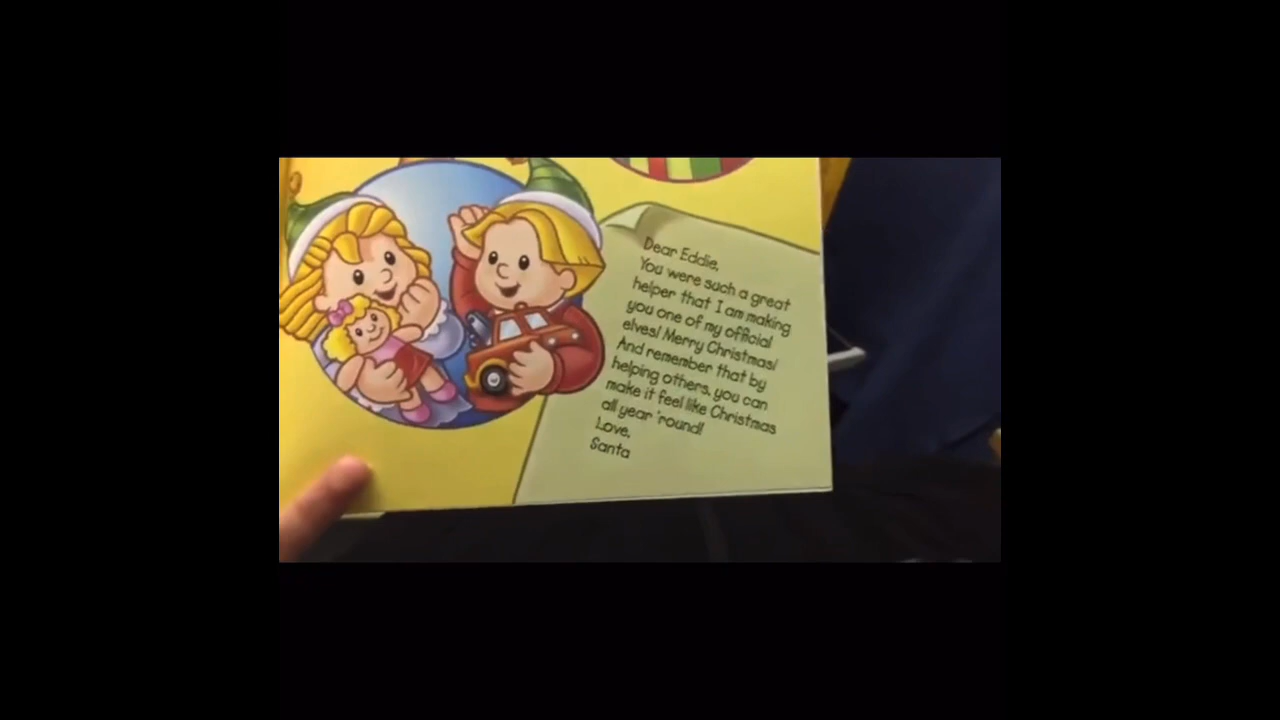 Dear Eddie,
You were such a great
helper that I am making
you one of my official
elves! Merry Christmas!
And remember that by
helping others, you can
make it feel like Christmas
all year 'round!
Love,
Santa